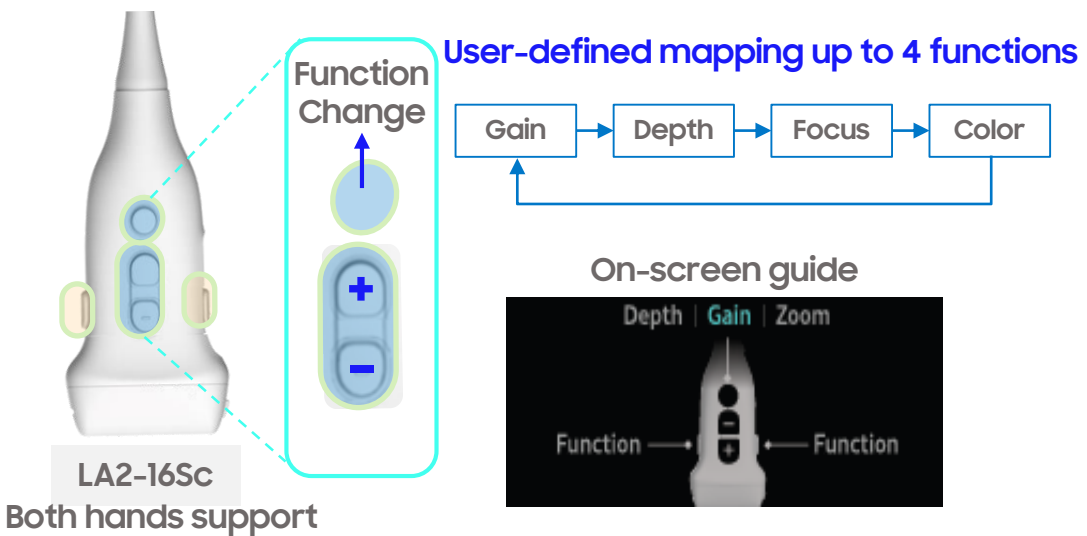 User-defined mapping up to 4 functions
Function
Change
Gain
Depth
Focus
Color
+
−
On-screen guide
Depth | Gain | Zoom
−
+
Function
Function
LA2-16Sc
Both hands support